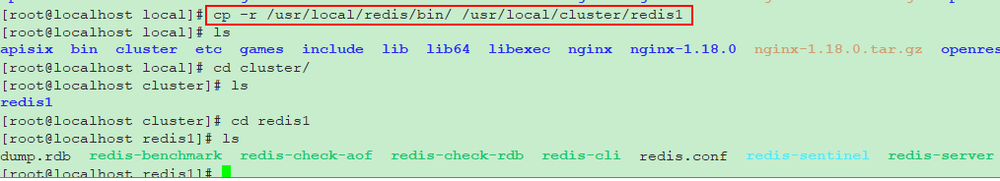 [root@localhost local]# cp -r /usr/local/redis/bin/ /usr/local/cluster/redis1
[root@localhost local]# ls
apisix bin cluster etc games include lib lib64 libexec nginx nginx-1.18.0 nginx-1.18.0.tar.gz openres
[root@localhost local]# cd cluster/
[root@localhost cluster]# ls
redis1
[root@localhost cluster]# cd redis1
[root@localhost redis1]# ls
dump.rdb redis-benchmark redis-check-aof redis-check-rdb redis-cli redis.conf redis-sentinel redis-server
[root@localhost redis1]#